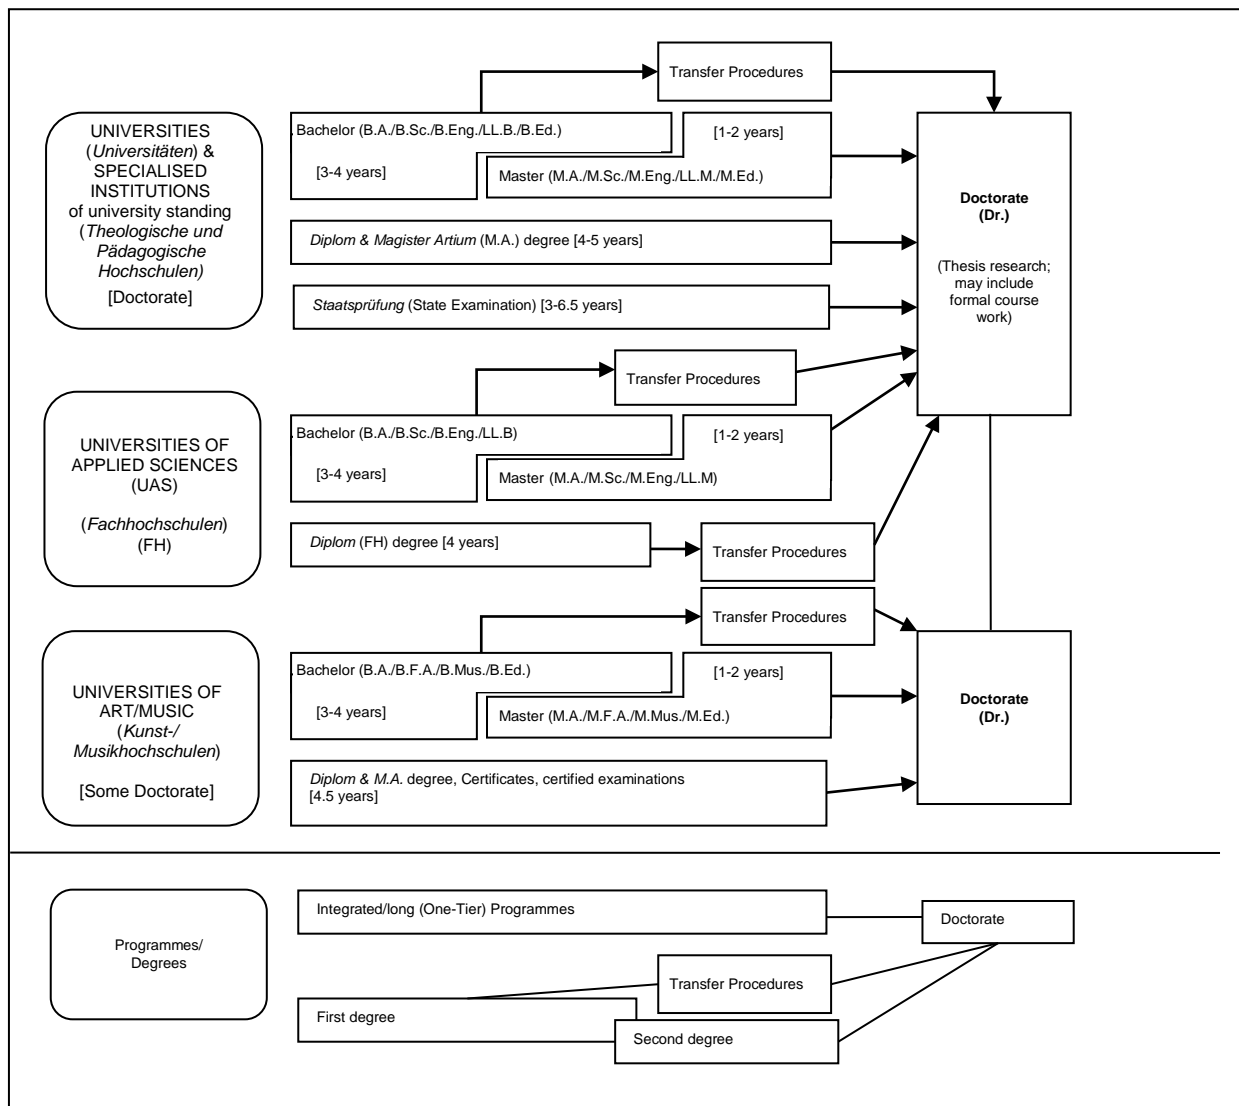 Transfer Procedures
UNIVERSITIES
(Universitäten) &
SPECIALISED
INSTITUTIONS
of university standing
(Theologische und
Pädagogische
Hochschulen)
[Doctorate]
. Bachelor (B.A./B.Sc./B.Eng./LL.B./B.Ed.)
[3-4 years]
[1-2 years]
Master (M.A./M.Sc./M.Eng./LL.M./M.Ed.)
Diplom & Magister Artium (M.A.) degree [4-5 years]
Staatsprüfung (State Examination) [3-6.5 years]
Doctorate
(Dr.)
(Thesis research;
may include
formal course
work)
Transfer Procedures
UNIVERSITIES OF
APPLIED SCIENCES
(UAS)
(Fachhochschulen)
(FH)
. Bachelor (B.A./B.Sc./B.Eng./LL.B)
[3-4 years]
[1-2 years]
Master (M.A./M.Sc./M.Eng./LL.M)
Diplom (FH) degree [4 years]
Transfer Procedures
Transfer Procedures
UNIVERSITIES OF
ART/MUSIC
(Kunst-/
Musikhochschulen)
[Some Doctorate]
. Bachelor (B.A./B.F.A./B.Mus./B.Ed.)
[3-4 years]
[1-2 years]
Master (M.A./M.F.A./M.Mus./M.Ed.)
Diplom & M.A. degree, Certificates, certified examinations
[4.5 years]
Doctorate
(Dr.)
Programmes/
Degrees
Integrated/long (One-Tier) Programmes
Doctorate
Transfer Procedures
First degree
Second degree